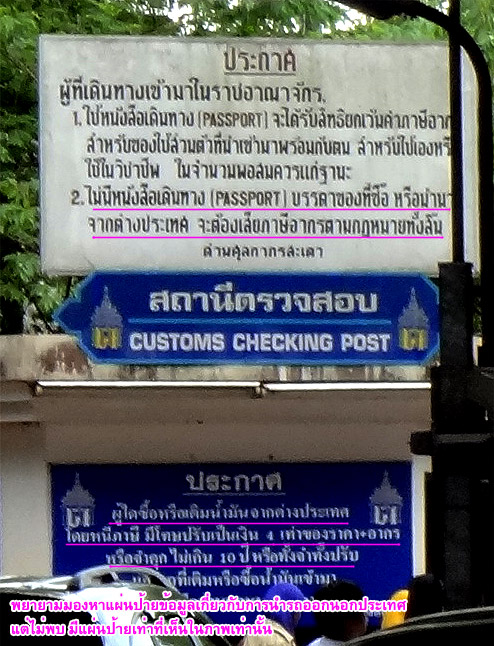 ประกาศ
ผู้ที่เดินทางเข้ามาในราชอาณาจักร.
1. ใช้หนังสือเดินทาง (PASSPORT) จะได้รับสิทธิยกเว้นค่าภาษีอาก
สำหรับของใช้ส่วนตัวที่นำเข้ามาพร้อมกับตน สำหรับใช้เองหรื
ใช้ในวิชาชีพ ในจำนวนพอสมควรแก่ฐานะ
2. ไม่มีหนังสือเดินทาง (PASSPORT) บรรดาของที่ซื้อ หรือนำม
จากต่างประเทศ จะต้องเสียภาษีอากรตามกฎหมายทั้งสิ้น
ด่านศุลกากรสะเดา
สถานีตรวจสอบ
CUSTOMS CHECKING POST
ประกาศ
ผู้ใดซื้อหรือเติมน้ำมันจากต่างประเทศ
โดยหนีภาษี มีโทษปรับเป็นเงิน 4 เท่าของราคา+อากร
หรือจำคุกไม่เกิน 10 ปี หรือทั้งจำทั้งปรับ
ที่เติมหรือซื้อน้ำมันเข้ามา
พยายามมองหาแผ่นป้ายข้อมูลเกี่ยวกับการนำรถออกนอกประเทศ
แต่ไม่พบ มีแผ่นป้ายเท่าที่เห็นในภาพเท่านั้น